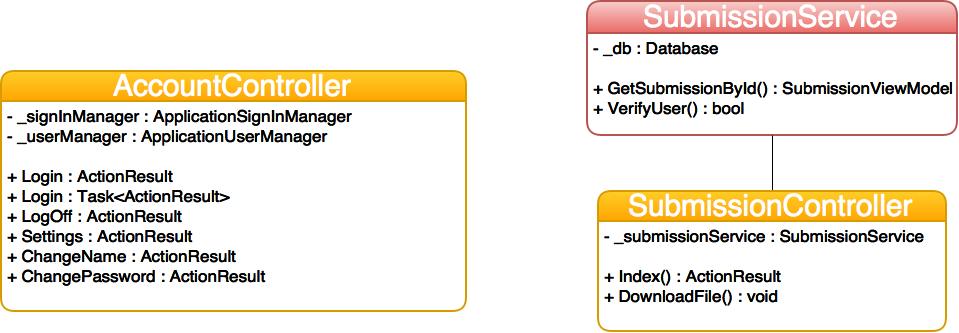 AccountController
- _signInManager : ApplicationSignInManager
- _userManager : ApplicationUserManager
+ Login : ActionResult
+ Login : Task<ActionResult>
+ LogOff : ActionResult
+ Settings : ActionResult
+ ChangeName : ActionResult
+ ChangePassword : ActionResult
SubmissionService
- _db : Database
+ GetSubmissionById() : SubmissionViewModel
+ VerifyUser() : bool
SubmissionController
- _submissionService : SubmissionService
+ Index() : ActionResult
+ DownloadFile() : void